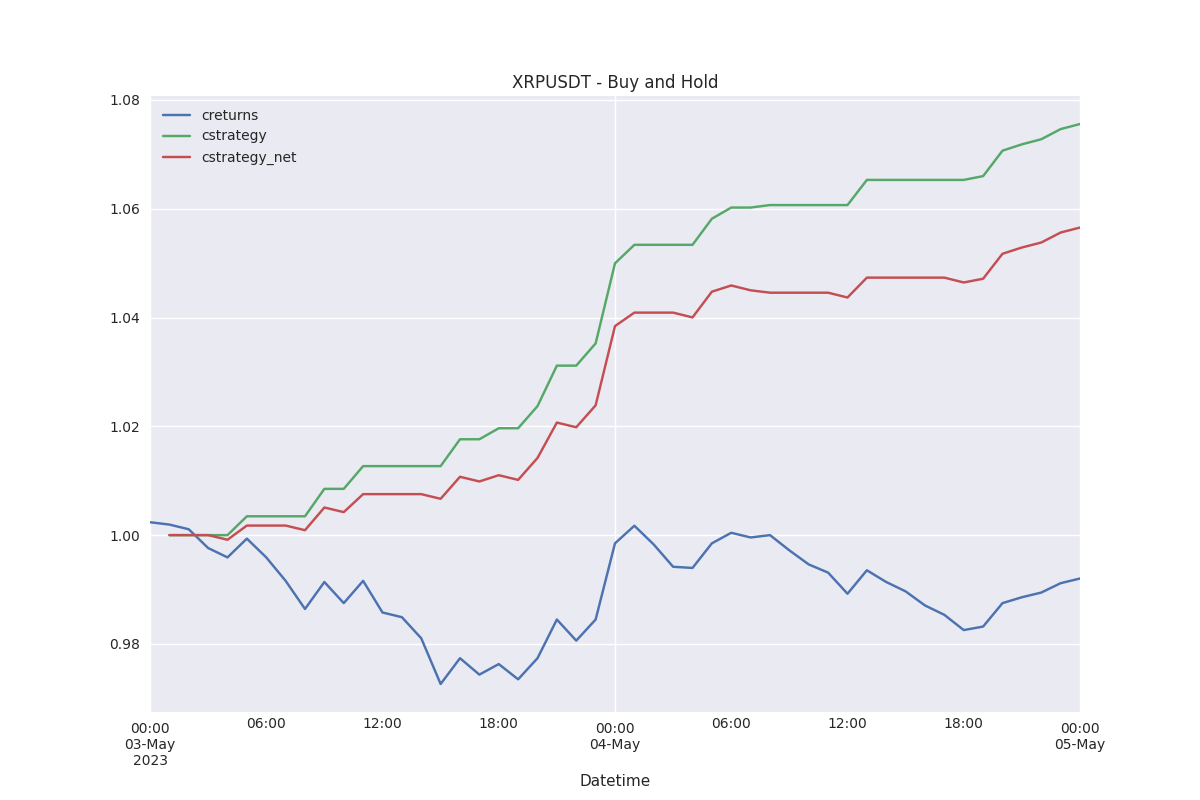 XRPUSDT - Buy and Hold
creturns
cstrategy
cstrategy_net
1.08
1.06
1.04
1.02
1.00
0.98
00:00 06:00 12:00 18:00 00:00 06:00 12:00 18:00 00:00
03-May 04-May 05-May
2023
Datetime